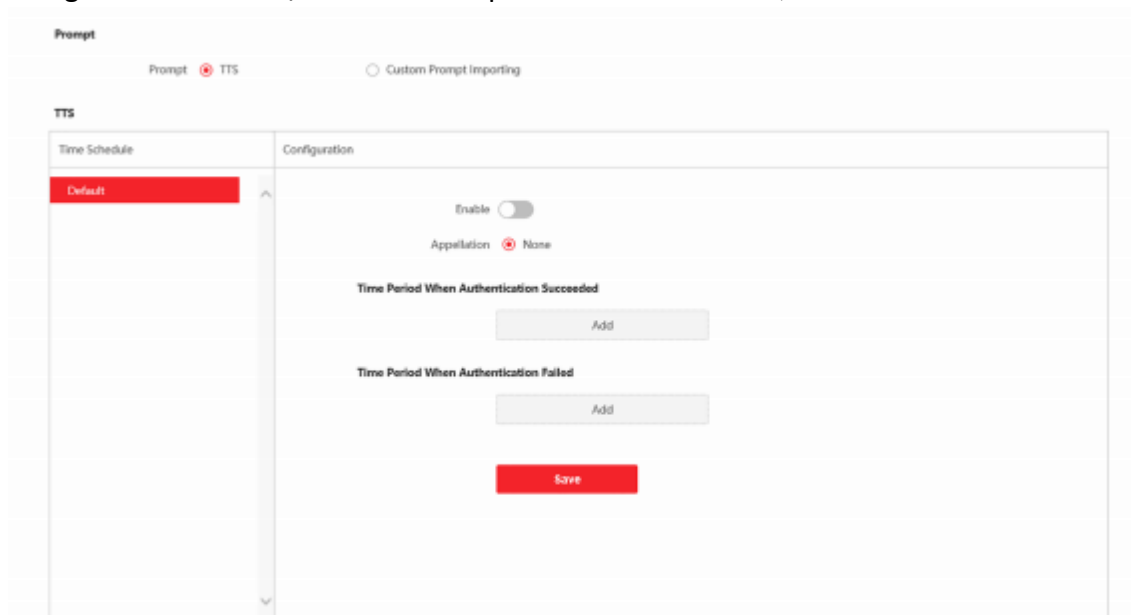 Prompt
Prompt TTS Custom Prompt Importing
TTS
Time Schedule Configuration
Default
Enable
Appellation None
Time Period When Authentication Succeeded
Add
Time Period When Authentication Failed
Add
Save